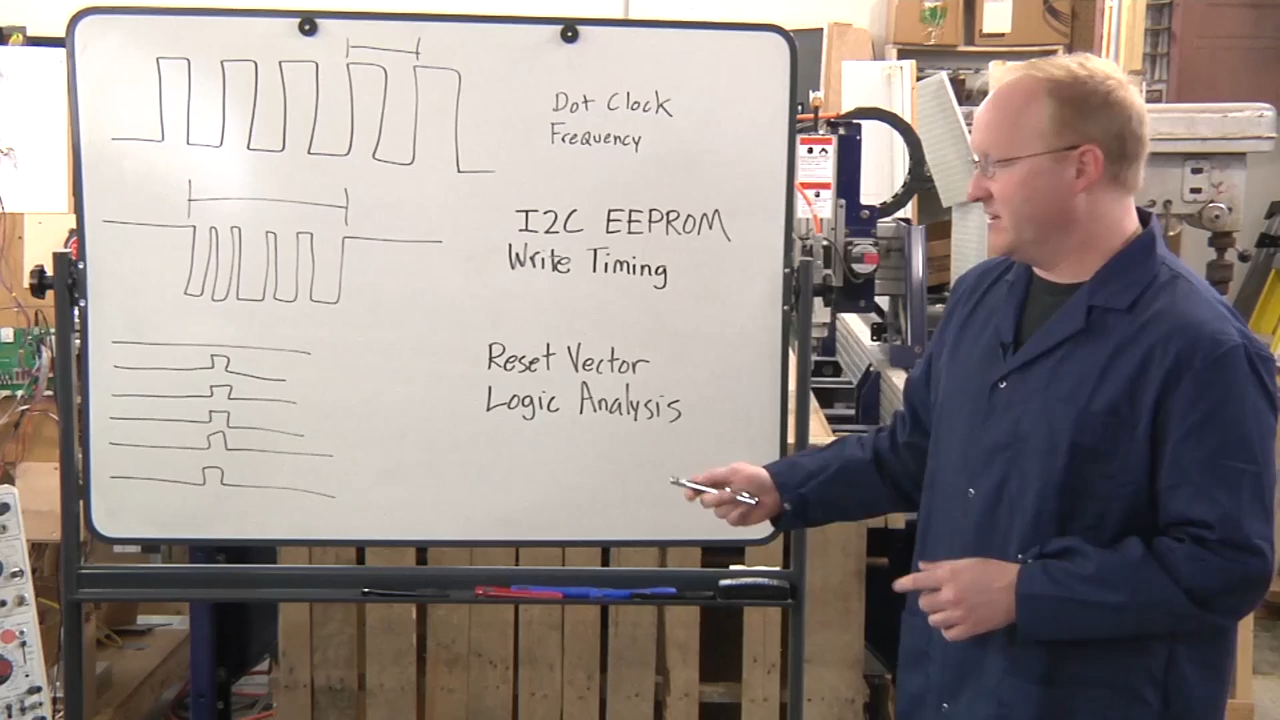 Dot Clock
Frequency
I2C EEPROM
Write Timing
Reset Vector
Logic Analysis